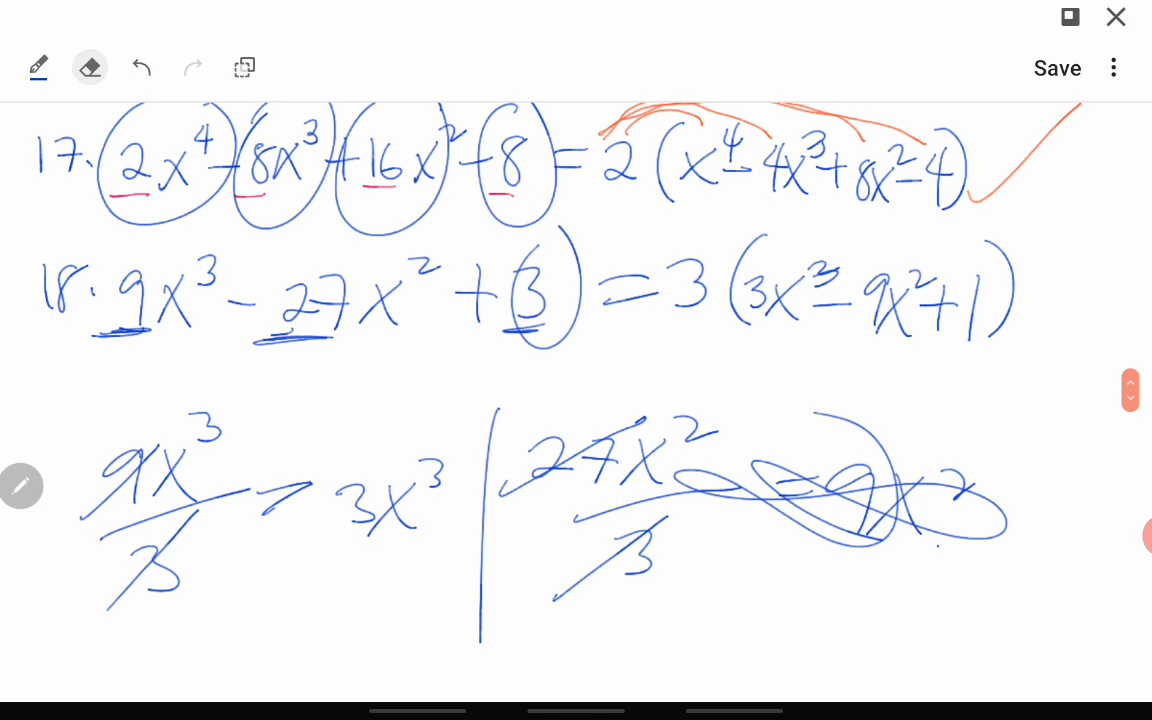 Save
17. 2x⁴ - 8x³ + 16x² - 8 = 2 (x⁴ - 4x³ + 8x² - 4)
18. 9x³ - 27x² + 3 = 3 (3x³ - 9x² + 1)
9x³/3 = 3x³ | 27x²/3 = 9x²